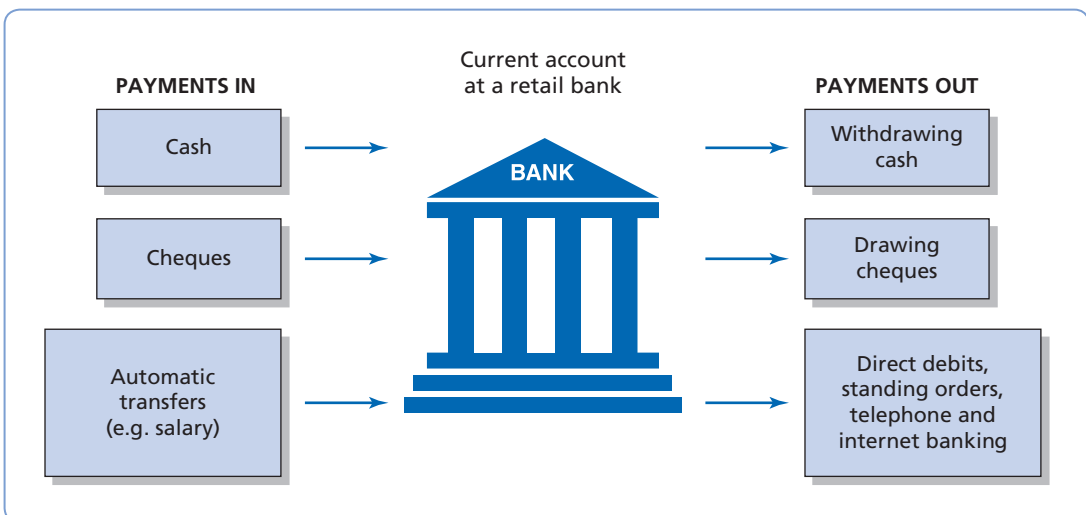 Current account
at a retail bank
PAYMENTS IN
PAYMENTS OUT
Cash
BANK
Withdrawing
cash
Cheques
Drawing
cheques
Automatic
transfers
(e.g. salary)
Direct debits,
standing orders,
telephone and
internet banking